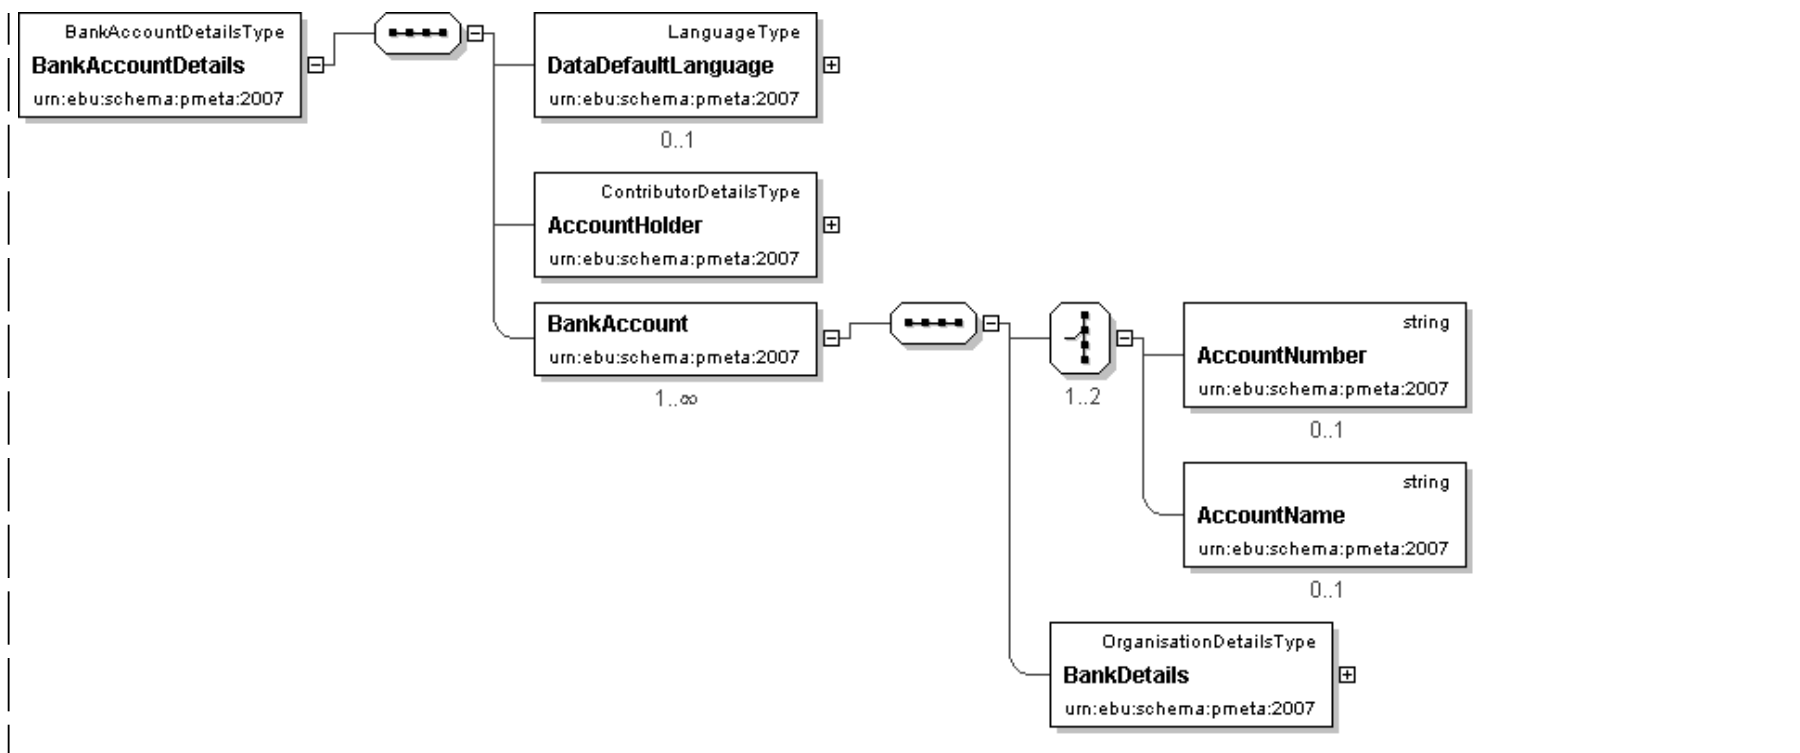 BankAccountDetailsType
BankAccountDetails
urn:ebu:schema:pmeta:2007
LanguageType
DataDefaultLanguage
urn:ebu:schema:pmeta:2007
0..1
ContributorDetailsType
AccountHolder
urn:ebu:schema:pmeta:2007
BankAccount
urn:ebu:schema:pmeta:2007
1..∞
1..2
string
AccountNumber
urn:ebu:schema:pmeta:2007
0..1
string
AccountName
urn:ebu:schema:pmeta:2007
0..1
OrganisationDetailsType
BankDetails
urn:ebu:schema:pmeta:2007